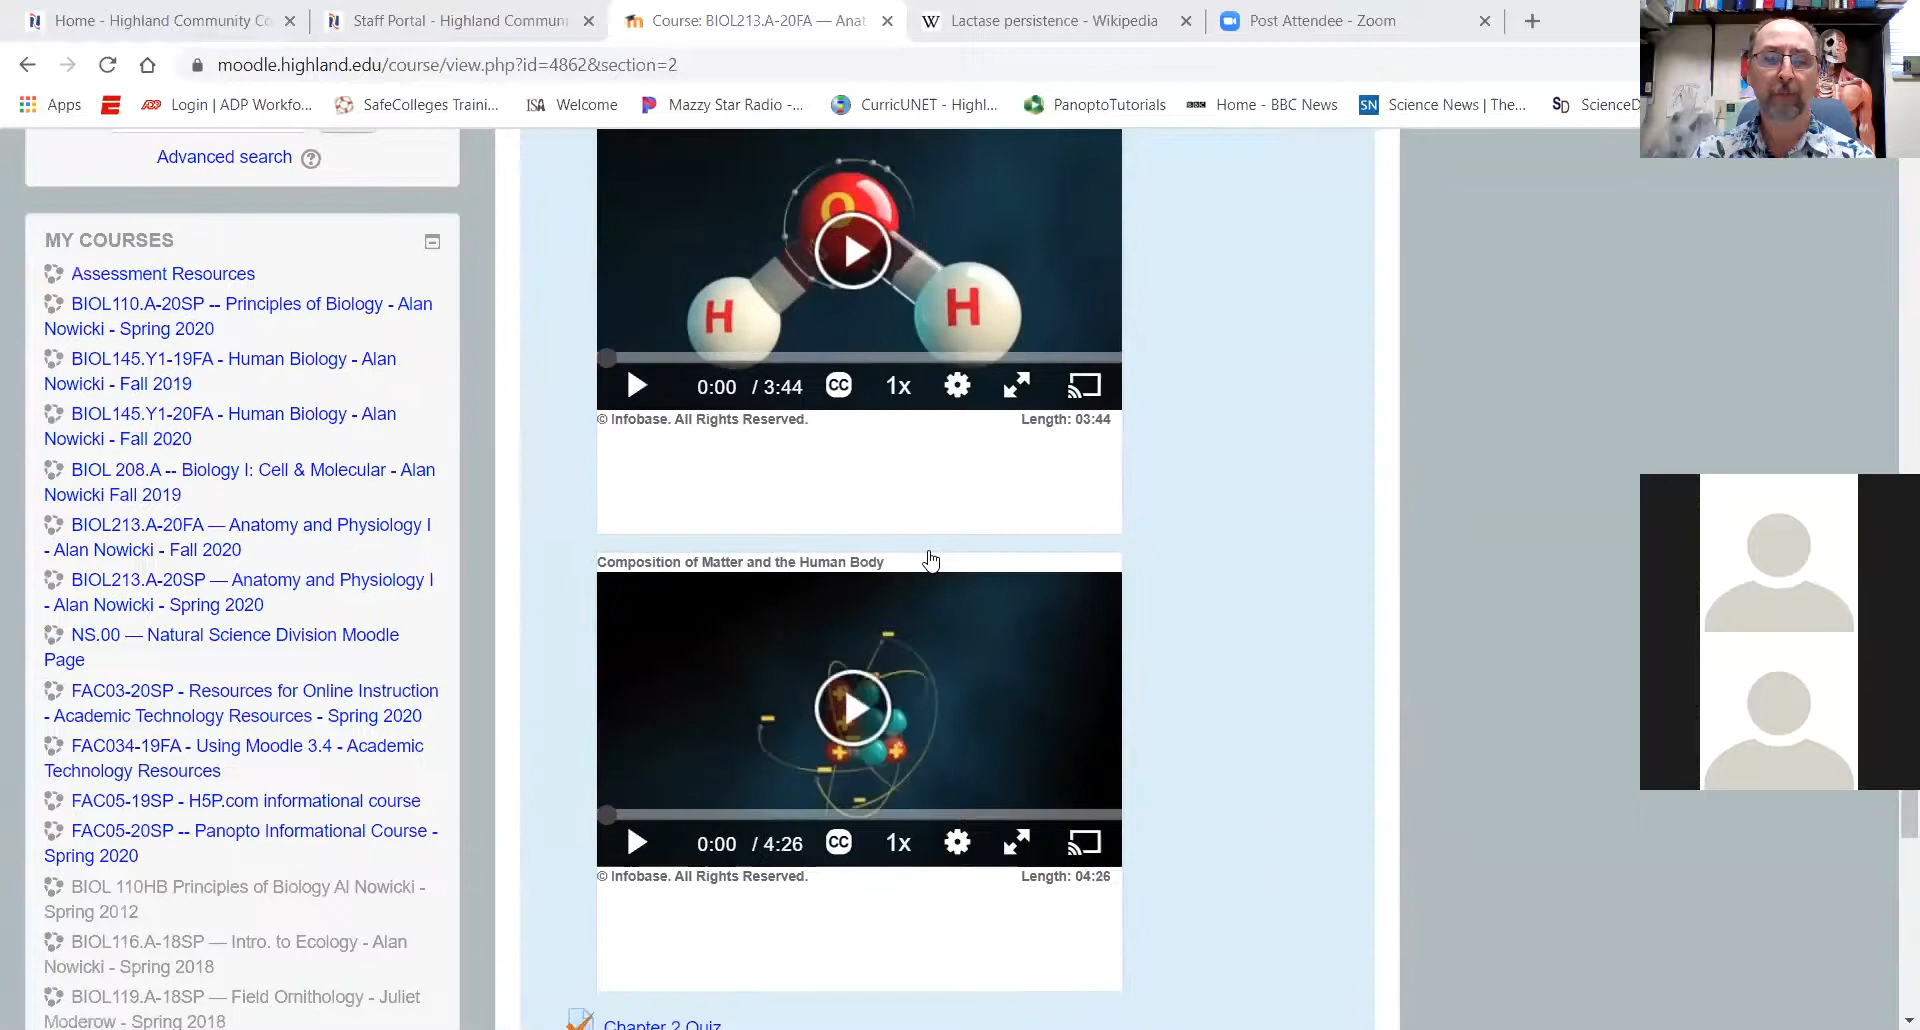 Home - Highland Community Co
Staff Portal - Highland Commun
Course: BIOL213.A-20FA — Anat
W
Lactase persistence - Wikipedia
Post Attendee - Zoom
moodle.highland.edu/course/view.php?id=4862&section=2
Apps
Login | ADP Workfo...
SafeColleges Traini...
ISA Welcome
Mazzy Star Radio -...
CurricUNET - Highl...
PanoptoTutorials
BBC Home - BBC News
SN Science News | The...
SD ScienceD
Advanced search ?
MY COURSES
Assessment Resources
BIOL110.A-20SP -- Principles of Biology - Alan
Nowicki - Spring 2020
BIOL145.Y1-19FA - Human Biology - Alan
Nowicki - Fall 2019
BIOL145.Y1-20FA - Human Biology - Alan
Nowicki - Fall 2020
BIOL 208.A -- Biology I: Cell & Molecular - Alan
Nowicki Fall 2019
BIOL213.A-20FA — Anatomy and Physiology I
- Alan Nowicki - Fall 2020
BIOL213.A-20SP — Anatomy and Physiology I
- Alan Nowicki - Spring 2020
NS.00 — Natural Science Division Moodle
Page
FAC03-20SP - Resources for Online Instruction
- Academic Technology Resources - Spring 2020
FAC034-19FA - Using Moodle 3.4 - Academic
Technology Resources
FAC05-19SP - H5P.com informational course
FAC05-20SP -- Panopto Informational Course -
Spring 2020
BIOL 110HB Principles of Biology Al Nowicki -
Spring 2012
BIOL116.A-18SP — Intro. to Ecology - Alan
Nowicki - Spring 2018
BIOL119.A-18SP — Field Ornithology - Juliet
Moderow - Spring 2018
O
H
H
0:00 / 3:44 CC 1x
© Infobase. All Rights Reserved. Length: 03:44
Composition of Matter and the Human Body
0:00 / 4:26 CC 1x
© Infobase. All Rights Reserved. Length: 04:26
Chapter 2 Quiz